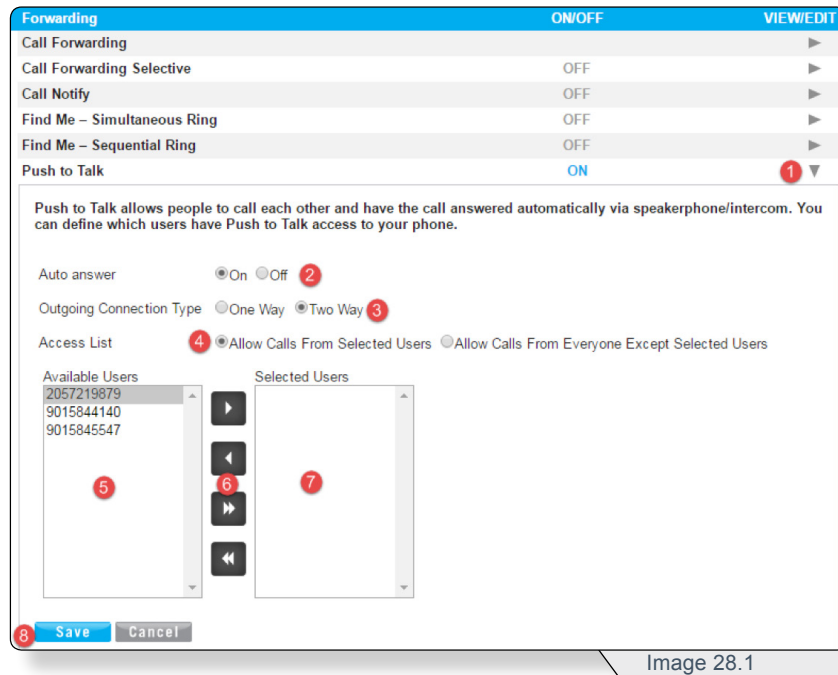 Forwarding ON/OFF VIEW/EDIT
Call Forwarding
Call Forwarding Selective OFF
Call Notify OFF
Find Me – Simultaneous Ring OFF
Find Me – Sequential Ring OFF
Push to Talk ON 1
Push to Talk allows people to call each other and have the call answered automatically via speakerphone/intercom. You
can define which users have Push to Talk access to your phone.
Auto answer On Off 2
Outgoing Connection Type One Way Two Way 3
Access List 4 Allow Calls From Selected Users Allow Calls From Everyone Except Selected Users
Available Users Selected Users
2057219879
9015844140
9015845547
5 6 7
8 Save Cancel
Image 28.1